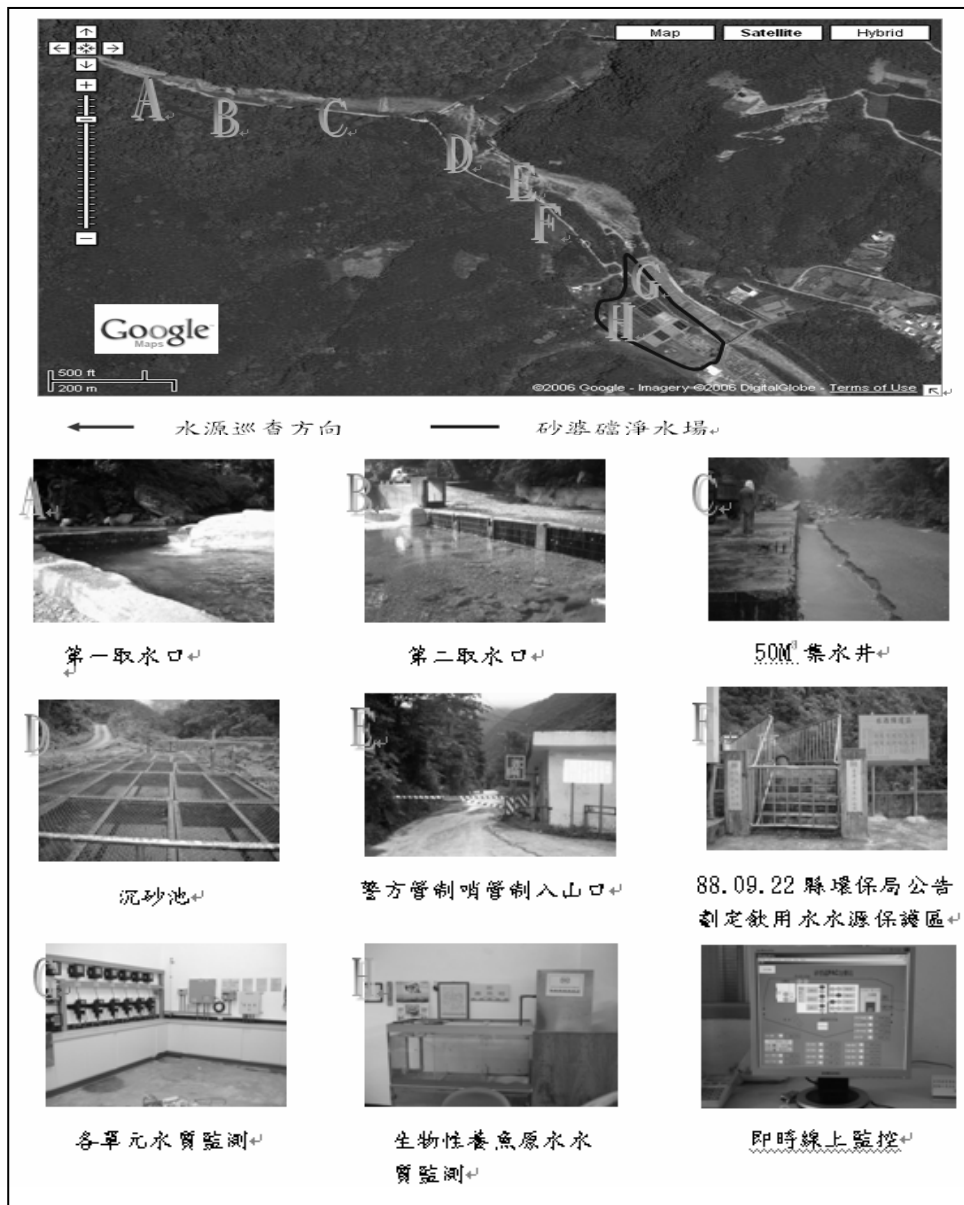 Map Satellite Hybrid
A B C D E F G H
Google
Maps
500 ft
200 m
©2006 Google - Imagery ©2006 DigitalGlobe - Terms of Use
水源巡查方向 砂婆礑淨水場
A B C
第一取水口 第二取水口 50M³集水井
D E F
沉砂池 警方管制哨管制入山口 88.09.22 縣環保局公告
劃定飲用水水源保護區
G H
各單元水質監測 生物性養魚原水水 即時線上監控
質監測